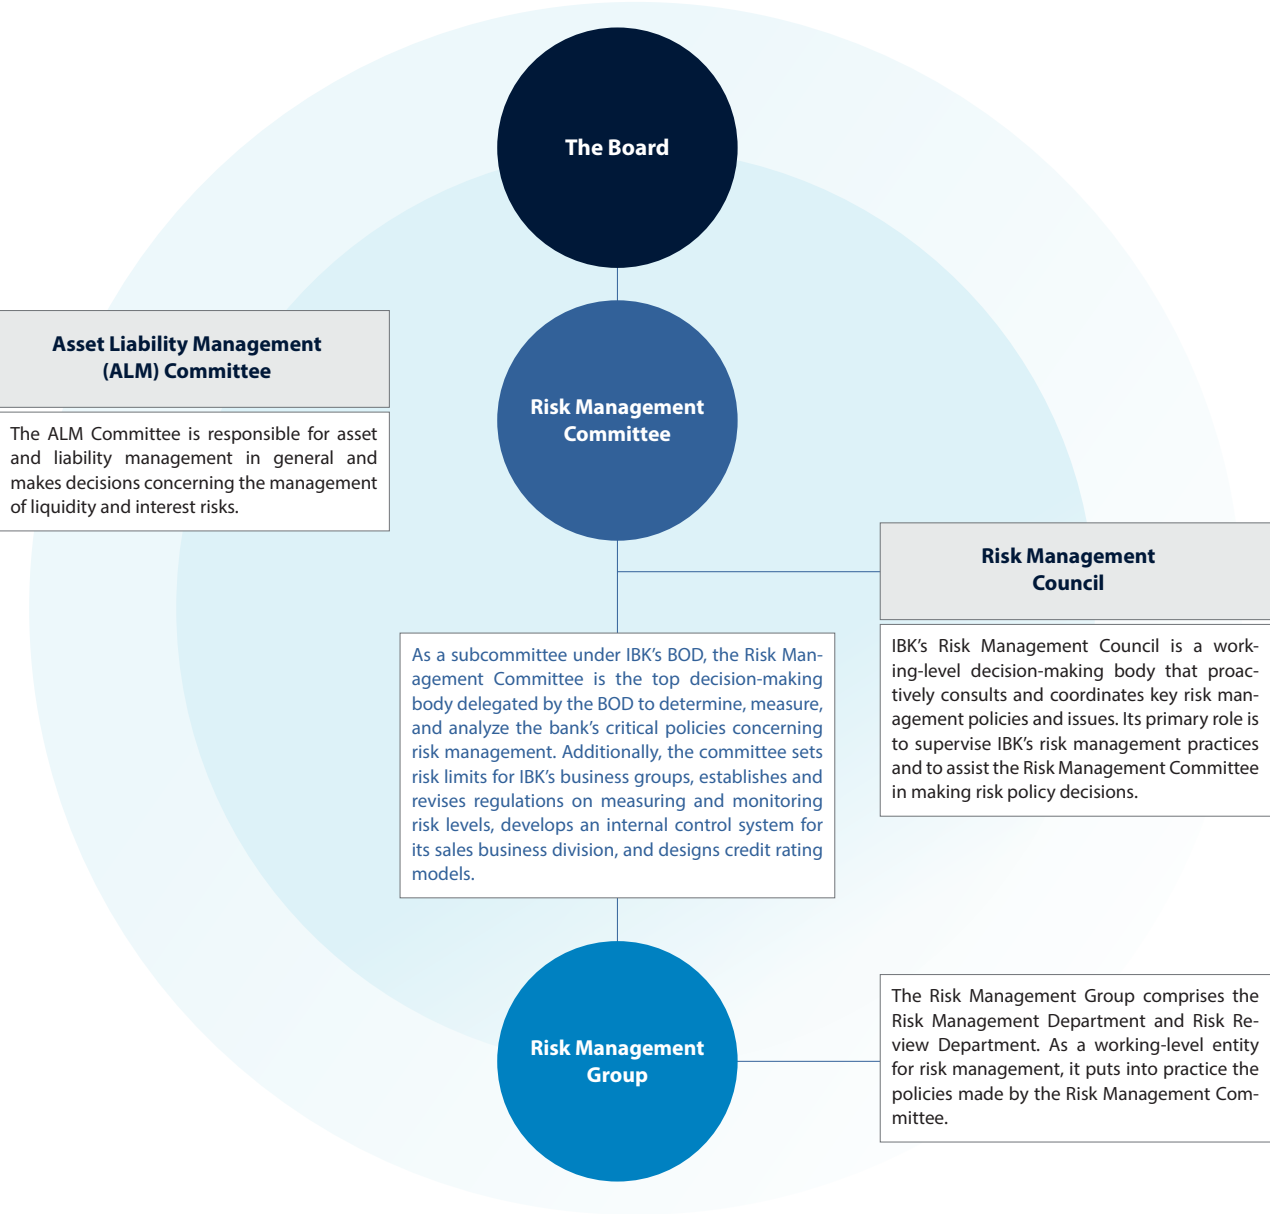 The Board
Asset Liability Management
(ALM) Committee
The ALM Committee is responsible for asset
and liability management in general and
makes decisions concerning the management
of liquidity and interest risks.
Risk Management
Committee
Risk Management
Council
IBK’s Risk Management Council is a work-
ing-level decision-making body that proac-
tively consults and coordinates key risk man-
agement policies and issues. Its primary role is
to supervise IBK’s risk management practices
and to assist the Risk Management Committee
in making risk policy decisions.
As a subcommittee under IBK’s BOD, the Risk Man-
agement Committee is the top decision-making
body delegated by the BOD to determine, measure,
and analyze the bank’s critical policies concerning
risk management. Additionally, the committee sets
risk limits for IBK’s business groups, establishes and
revises regulations on measuring and monitoring
risk levels, develops an internal control system for
its sales business division, and designs credit rating
models.
Risk Management
Group
The Risk Management Group comprises the
Risk Management Department and Risk Re-
view Department. As a working-level entity
for risk management, it puts into practice the
policies made by the Risk Management Com-
mittee.